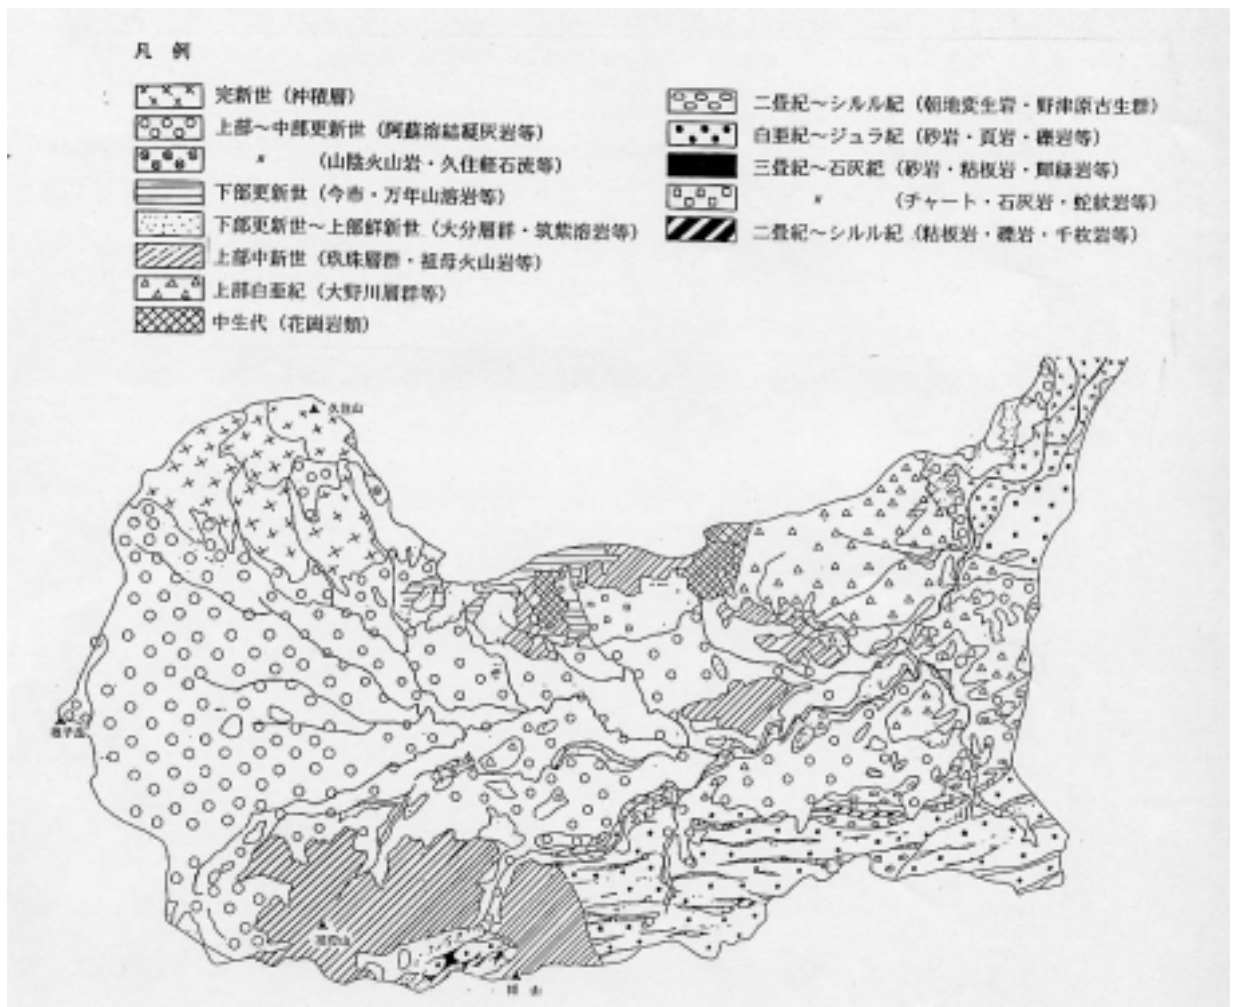 凡例
完新世（沖積層）
上部～中部更新世（阿蘇溶結凝灰岩等）
〃（山陰火山岩・久住軽石流等）
下部更新世（今市・万年山溶岩等）
下部更新世～上部鮮新世（大分層群・筑紫溶岩等）
上部中新世（玖珠層群・祖母火山岩等）
上部白亜紀（大野川層群等）
中生代（花崗岩類）
二畳紀～シルル紀（朝地変生岩・野津原古生群）
白亜紀～ジュラ紀（砂岩・頁岩・礫岩等）
三畳紀～石灰紀（砂岩・粘板岩・輝緑岩等）
〃（チャート・石灰岩・蛇紋岩等）
二畳紀～シルル紀（粘板岩・礫岩・千枚岩等）
久住山
祖母山